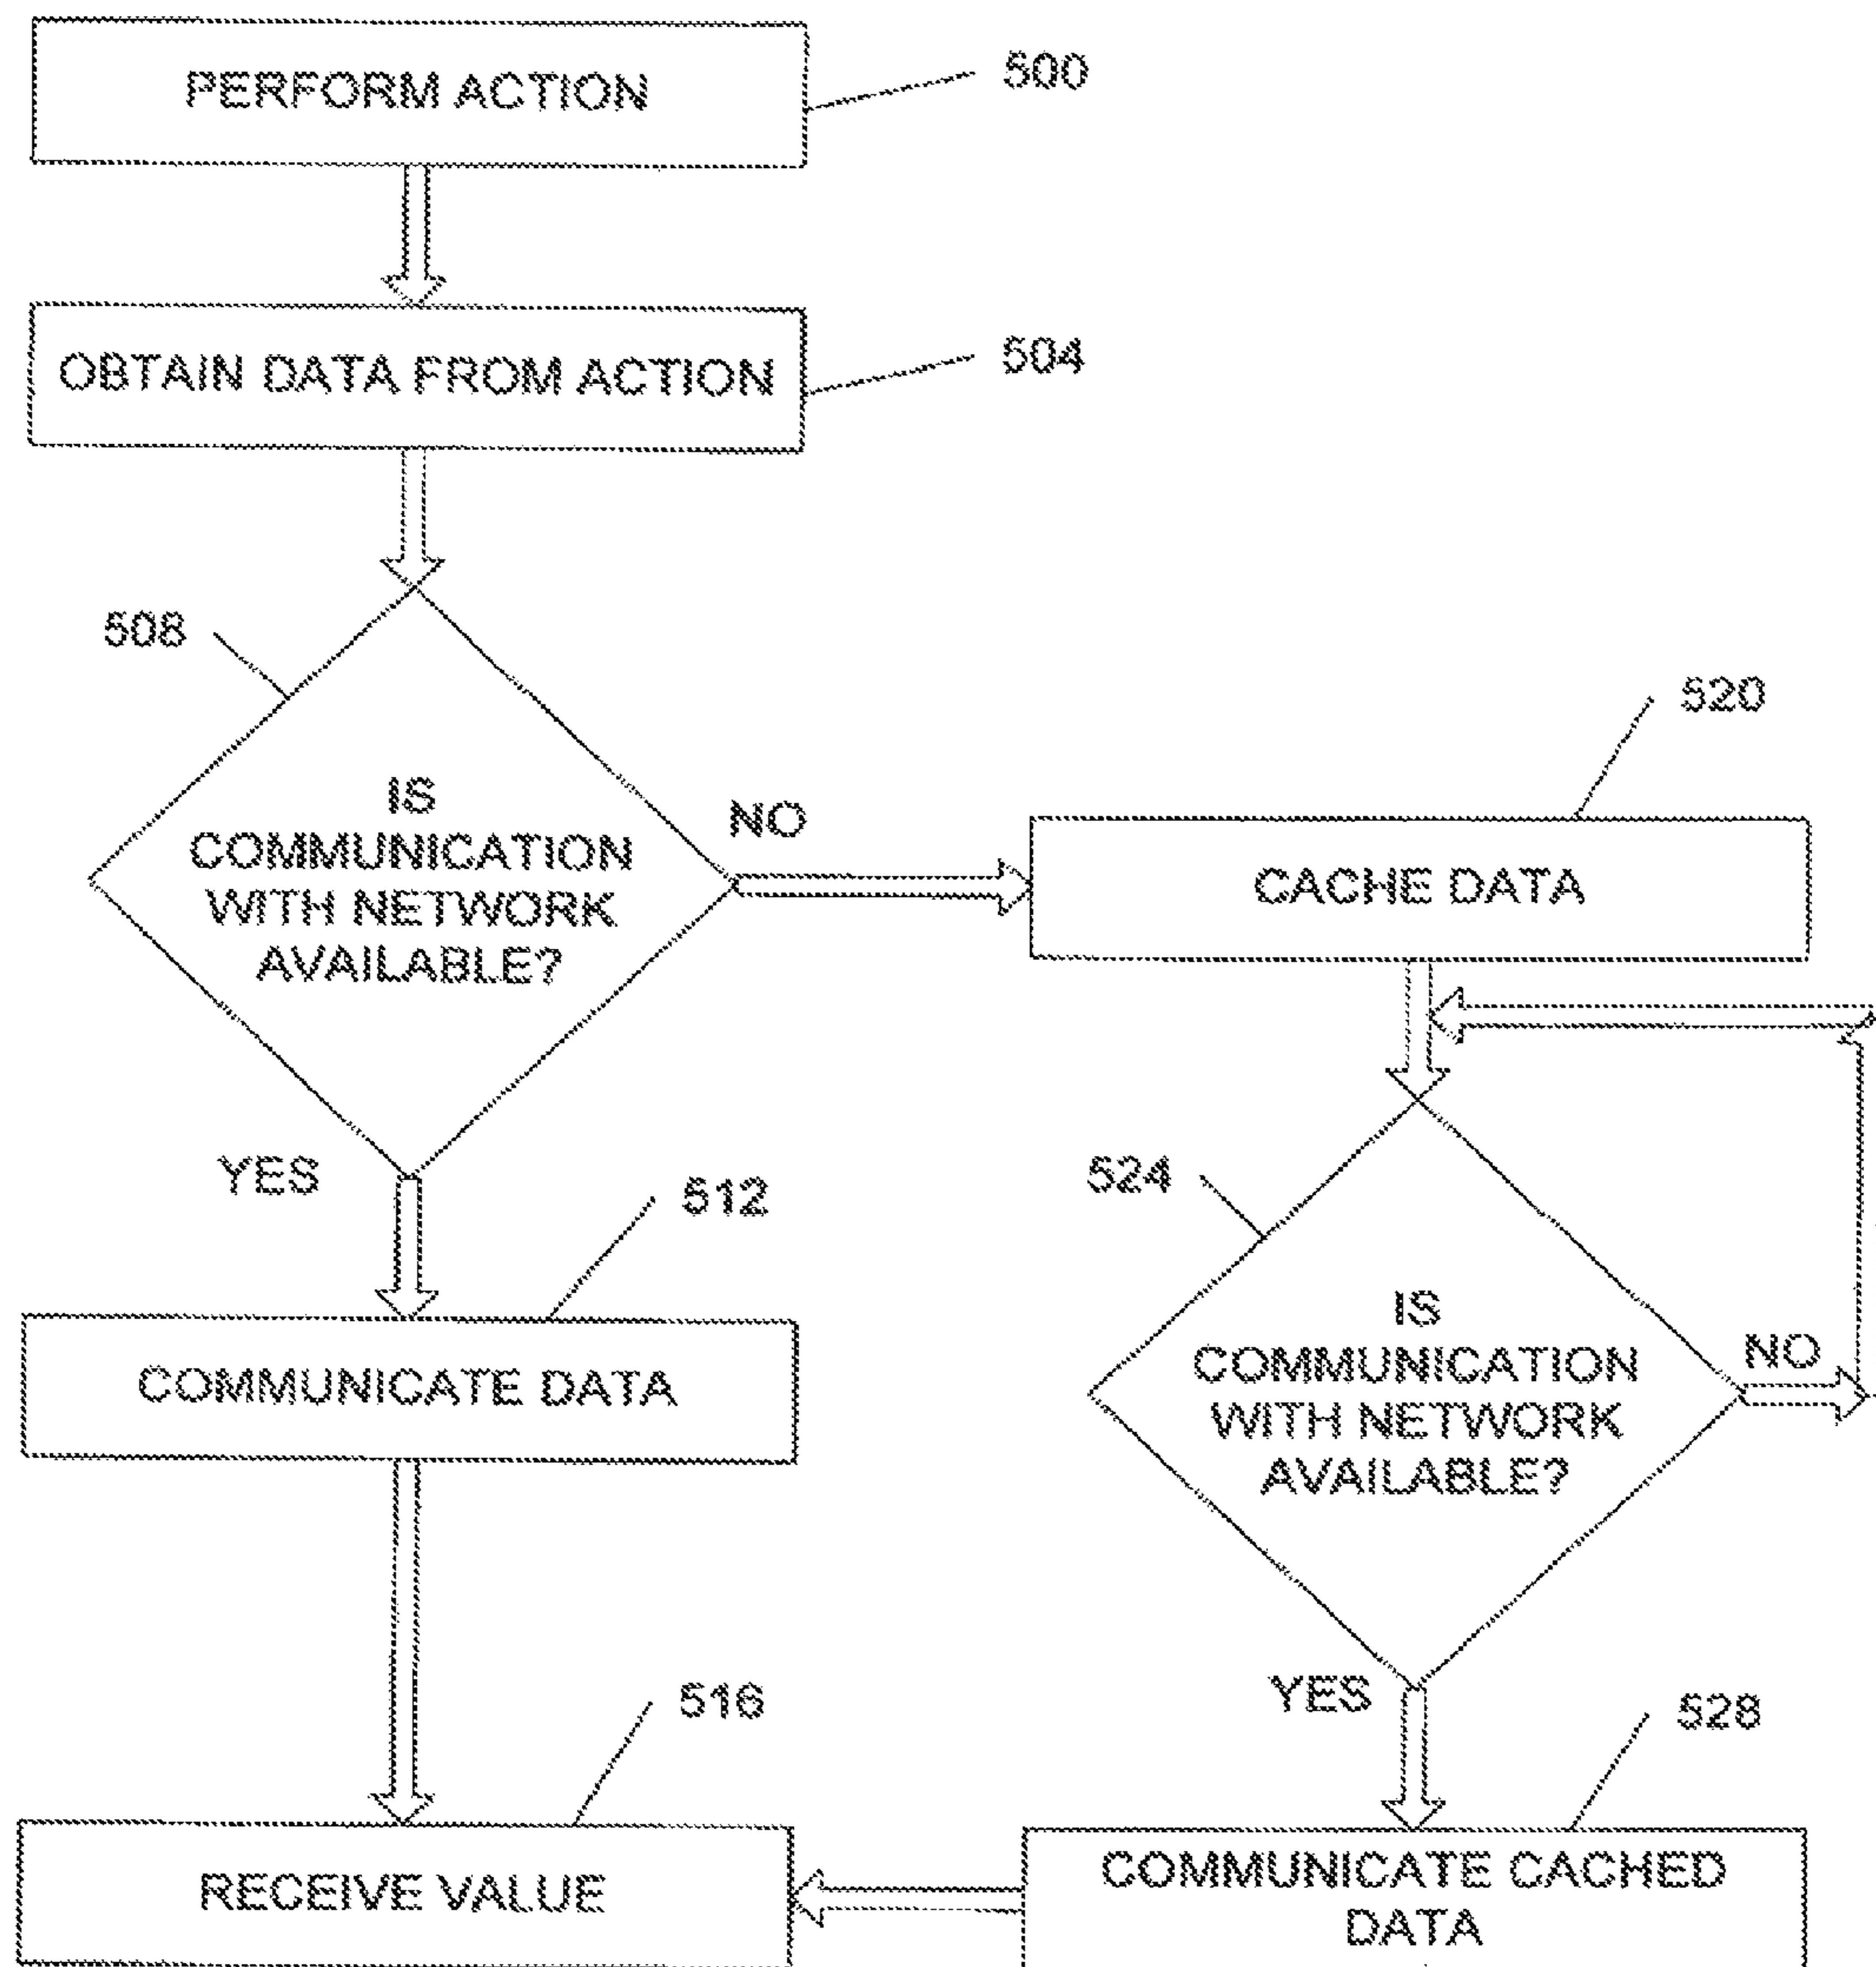 PERFORM ACTION
500
OBTAIN DATA FROM ACTION
504
508
IS
COMMUNICATION
WITH NETWORK
AVAILABLE?
NO
520
CACHE DATA
YES
512
COMMUNICATE DATA
524
IS
COMMUNICATION
WITH NETWORK
AVAILABLE?
NO
YES
516
RECEIVE VALUE
528
COMMUNICATE CACHED
DATA